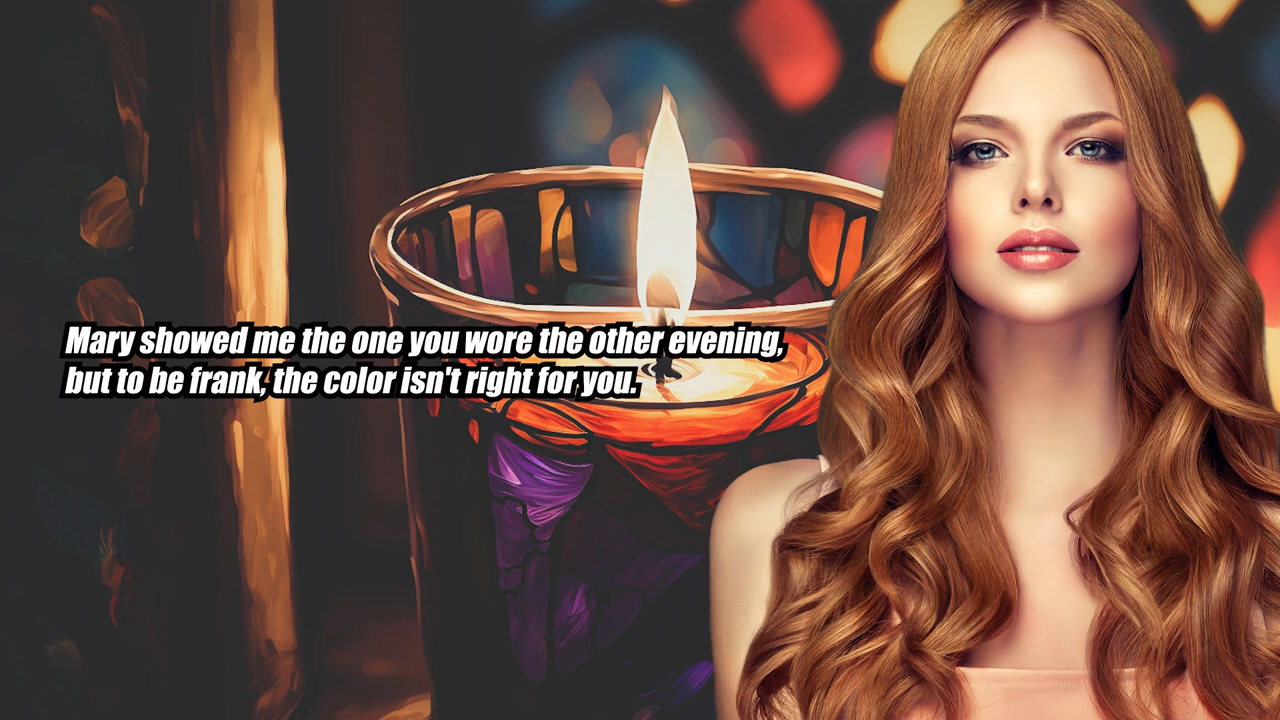 Mary showed me the one you wore the other evening,
but to be frank, the color isn't right for you.